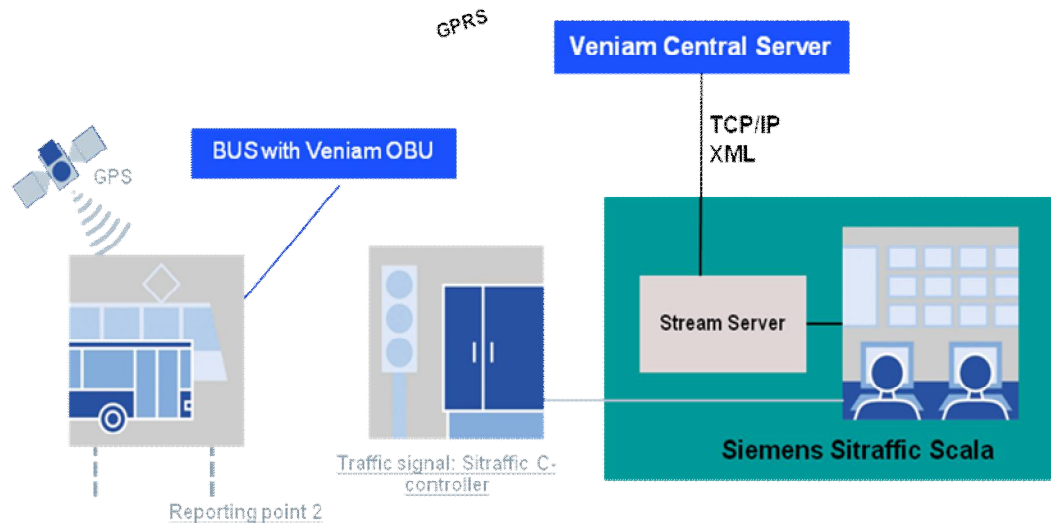 GPRS
Veniam Central Server
TCP/IP
XML
BUS with Veniam OBU
GPS
Stream Server
Siemens Sitraffic Scala
Traffic signal: Sitraffic C-
controller
Reporting point 2